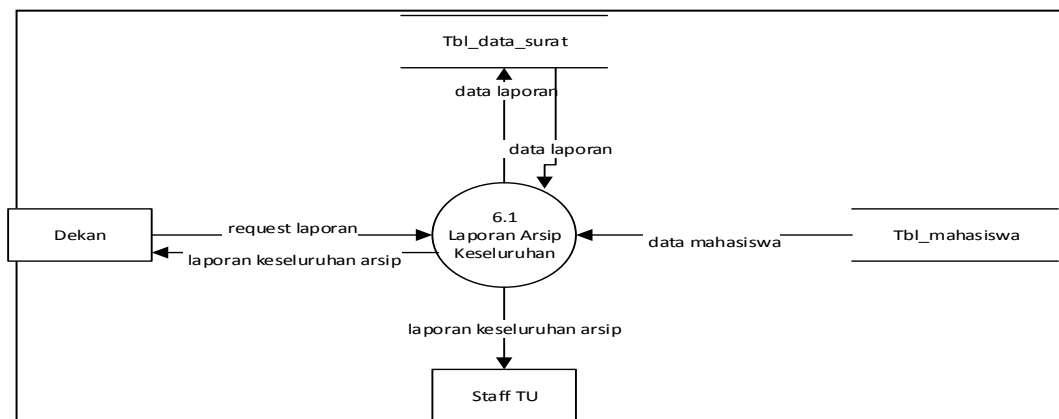 Tbl_data_surat
data laporan
data laporan
6.1
Laporan Arsip
Keseluruhan
Dekan
request laporan
laporan keseluruhan arsip
data mahasiswa
Tbl_mahasiswa
laporan keseluruhan arsip
Staff TU